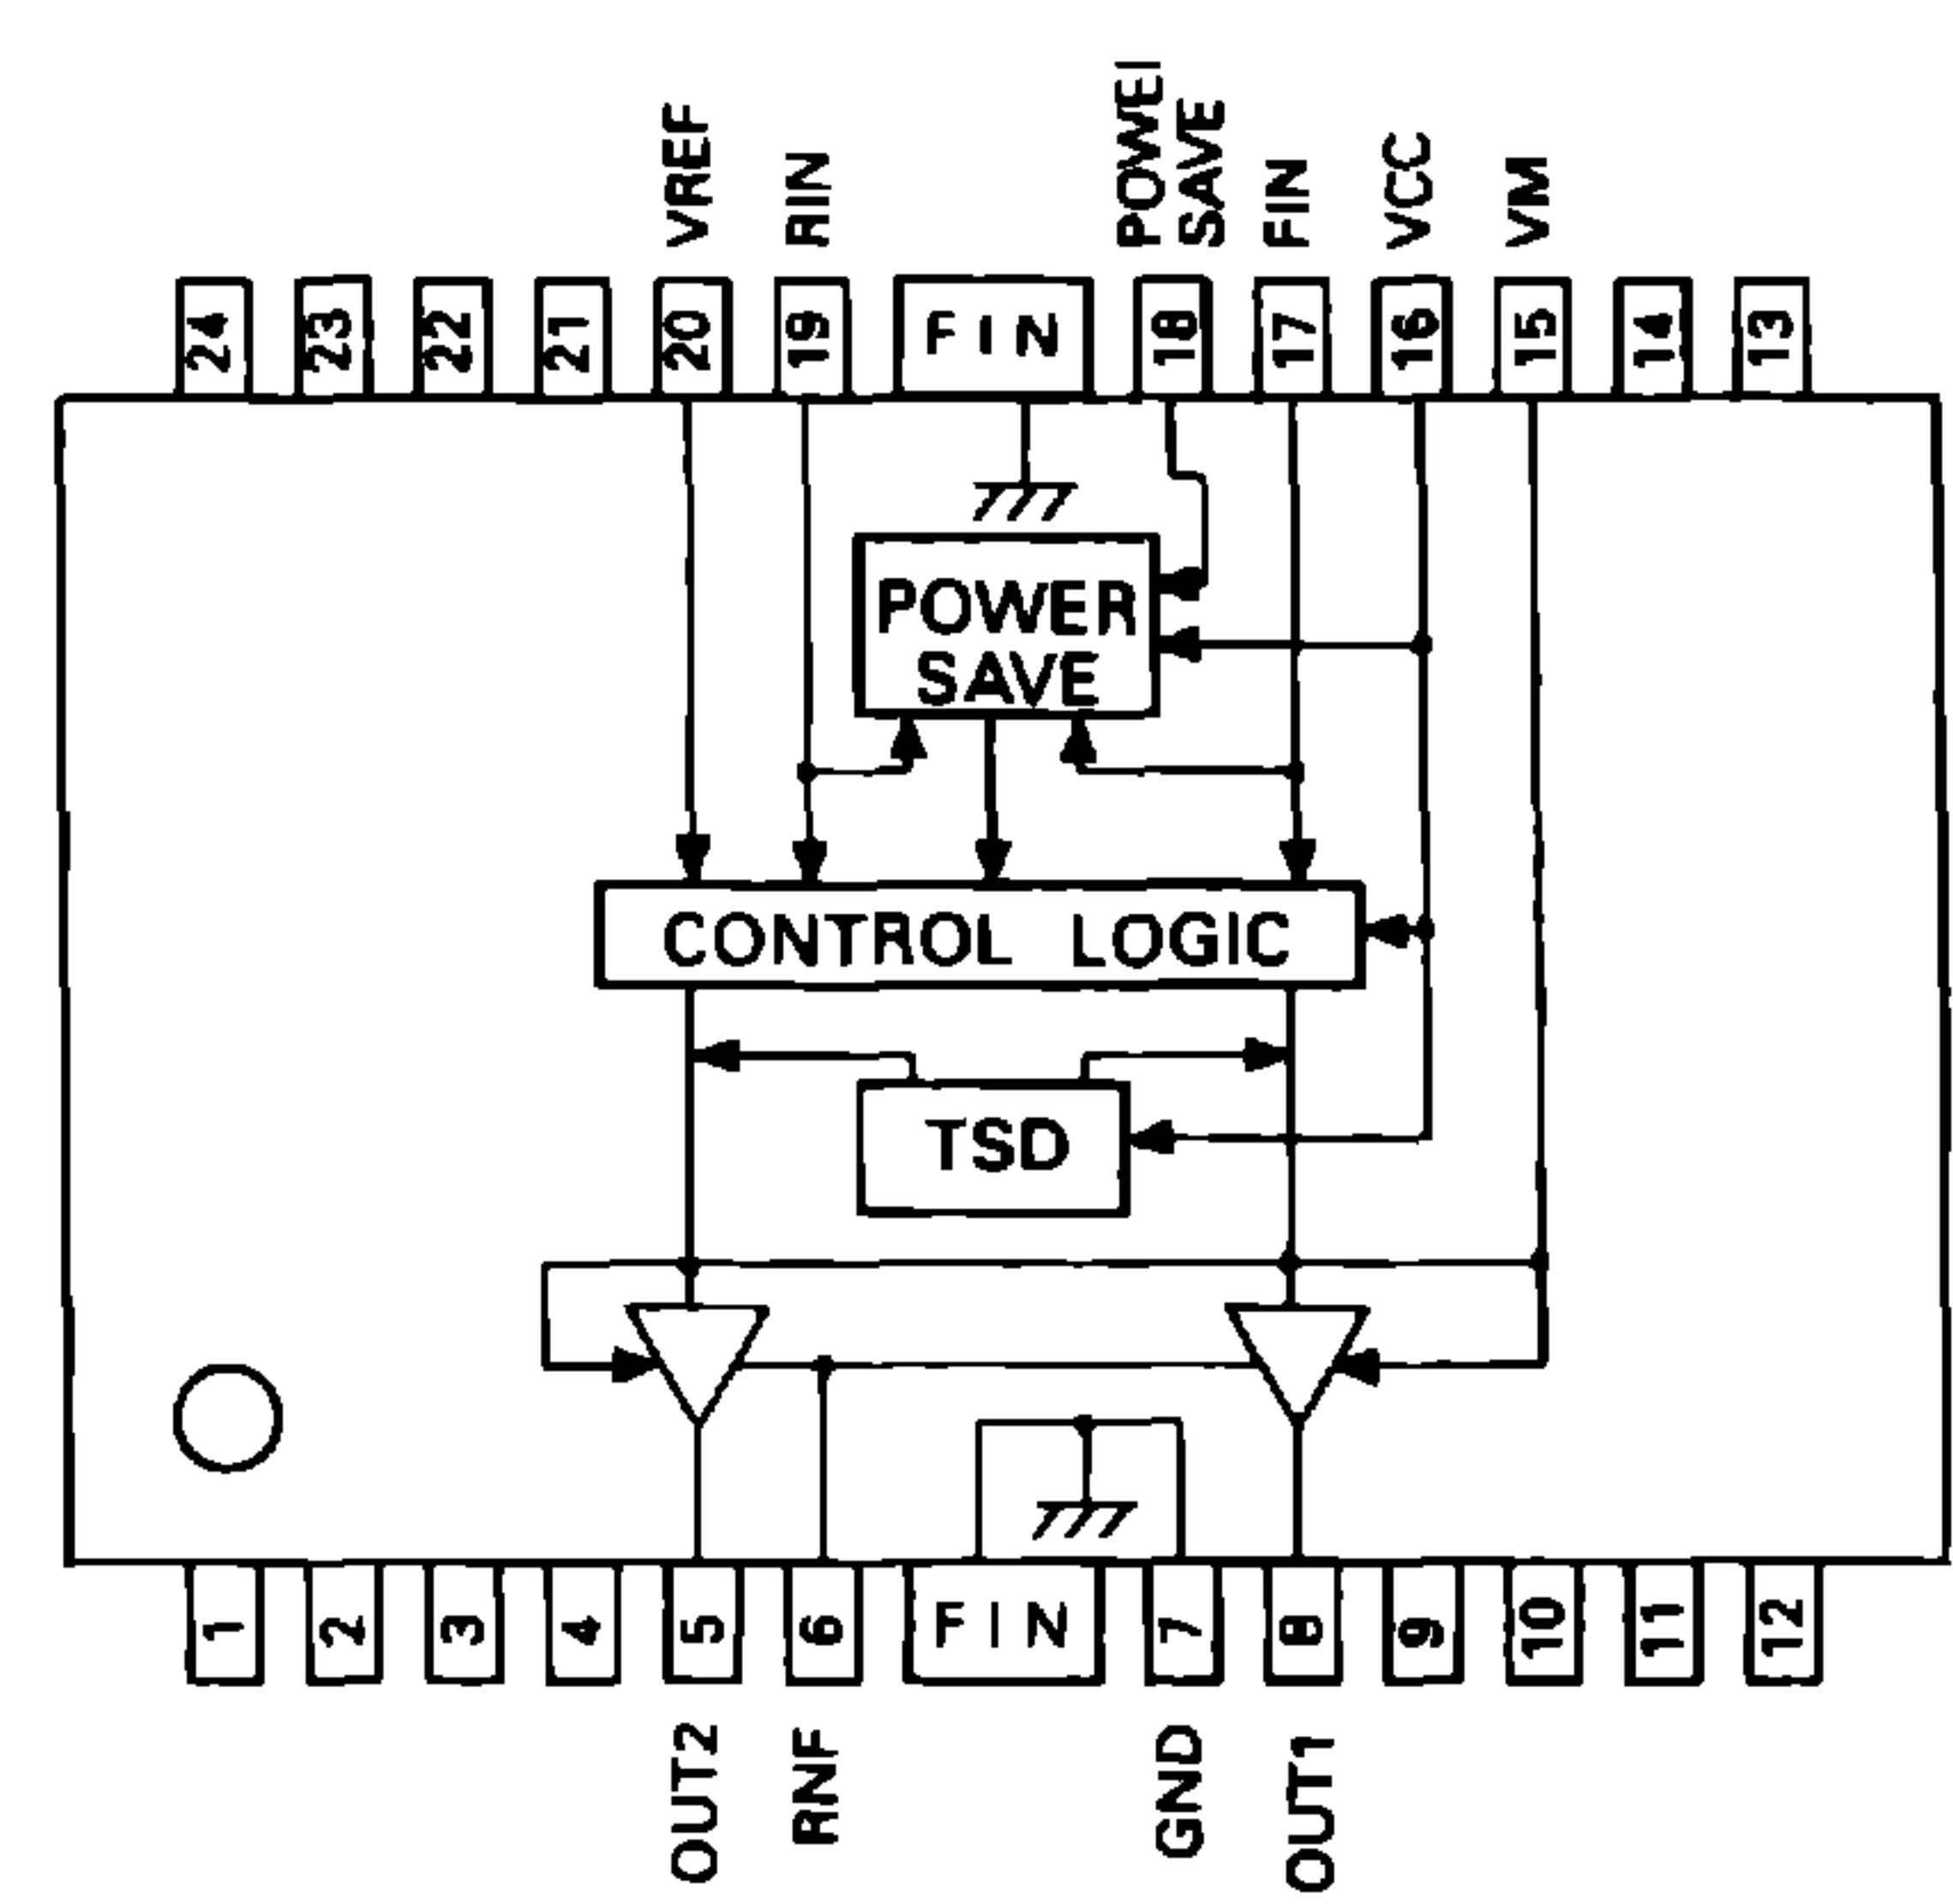 VREF
RIN
POWEI
SAVE
FIN
VCC
VM
24 23 22 21 20 19 FIN 18 17 16 15 14 13
POWER
SAVE
CONTROL LOGIC
TSD
1 2 3 4 5 6 FIN 7 8 9 10 11 12
OUT2
RNF
GND
OUT1